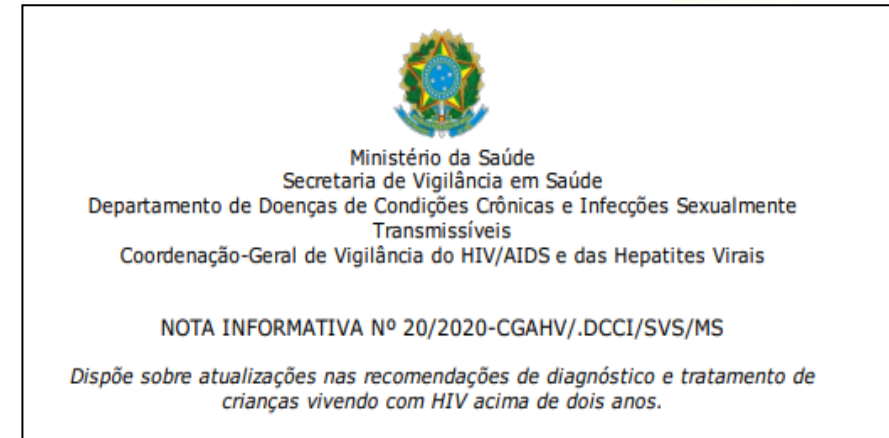 Ministério da Saúde
Secretaria de Vigilância em Saúde
Departamento de Doenças de Condições Crônicas e Infecções Sexualmente
Transmissíveis
Coordenação-Geral de Vigilância do HIV/AIDS e das Hepatites Virais
NOTA INFORMATIVA Nº 20/2020-CGAHV/.DCCI/SVS/MS
Dispõe sobre atualizações nas recomendações de diagnóstico e tratamento de
crianças vivendo com HIV acima de dois anos.